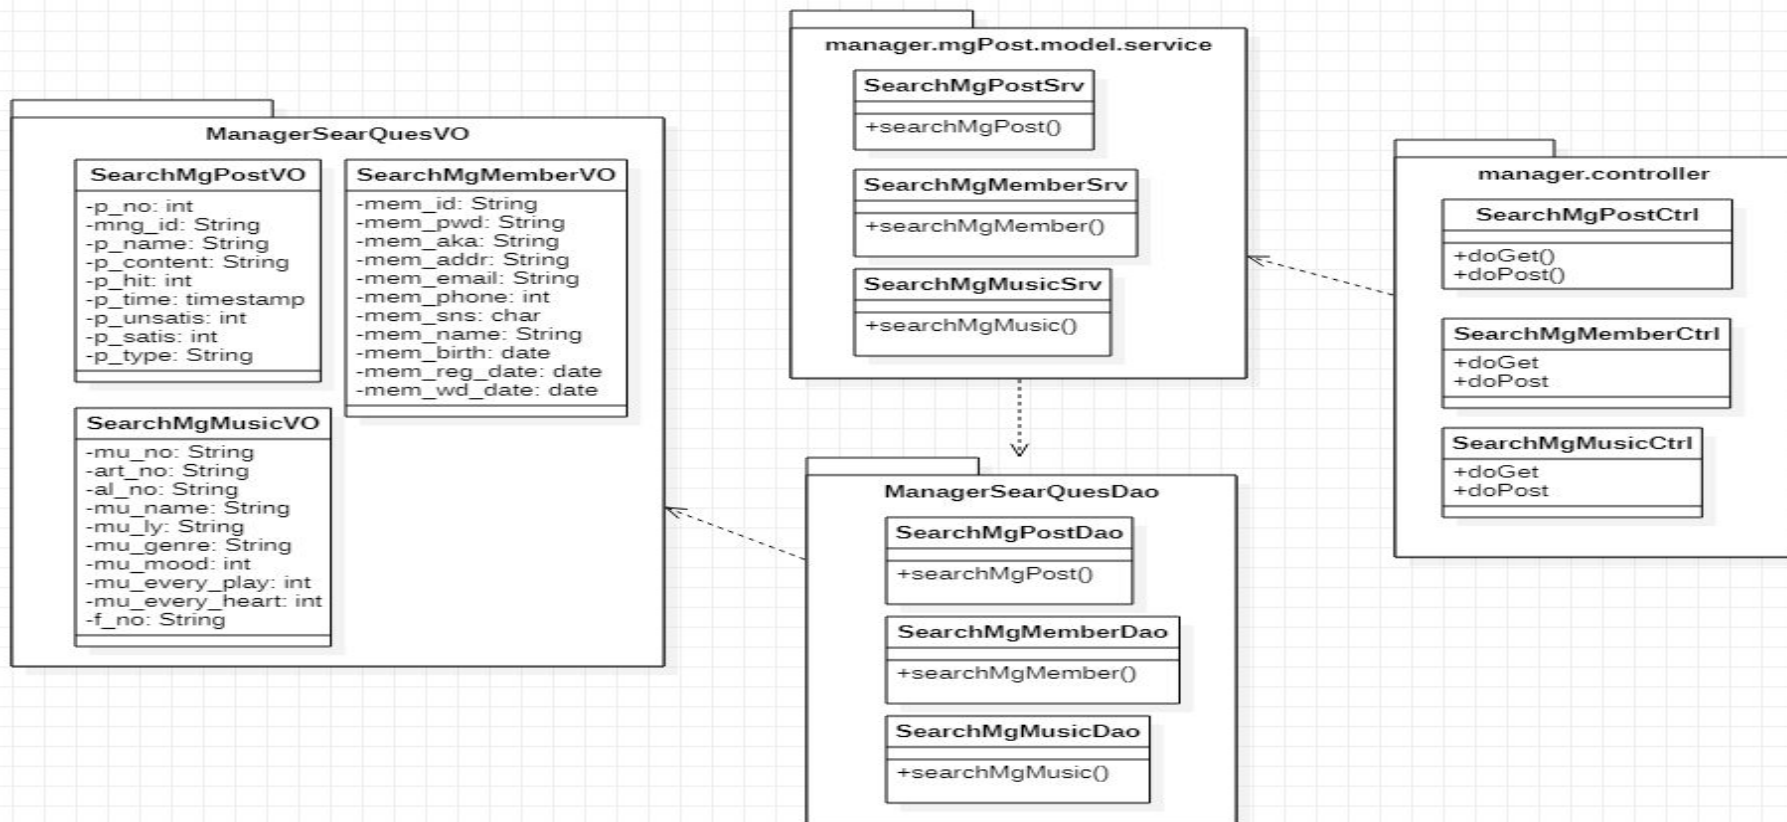 ManagerSearQuesVO
SearchMgPostVO
-p_no: int
-mng_id: String
-p_name: String
-p_content: String
-p_hit: int
-p_time: timestamp
-p_unsatis: int
-p_satis: int
-p_type: String
SearchMgMemberVO
-mem_id: String
-mem_pwd: String
-mem_aka: String
-mem_addr: String
-mem_email: String
-mem_phone: int
-mem_sns: char
-mem_name: String
-mem_birth: date
-mem_reg_date: date
-mem_wd_date: date
SearchMgMusicVO
-mu_no: String
-art_no: String
-al_no: String
-mu_name: String
-mu_ly: String
-mu_genre: String
-mu_mood: int
-mu_every_play: int
-mu_every_heart: int
-f_no: String
manager.mgPost.model.service
SearchMgPostSrv
+searchMgPost()
SearchMgMemberSrv
+searchMgMember()
SearchMgMusicSrv
+searchMgMusic()
ManagerSearQuesDao
SearchMgPostDao
+searchMgPost()
SearchMgMemberDao
+searchMgMember()
SearchMgMusicDao
+searchMgMusic()
manager.controller
SearchMgPostCtrl
+doGet()
+doPost()
SearchMgMemberCtrl
+doGet
+doPost
SearchMgMusicCtrl
+doGet
+doPost